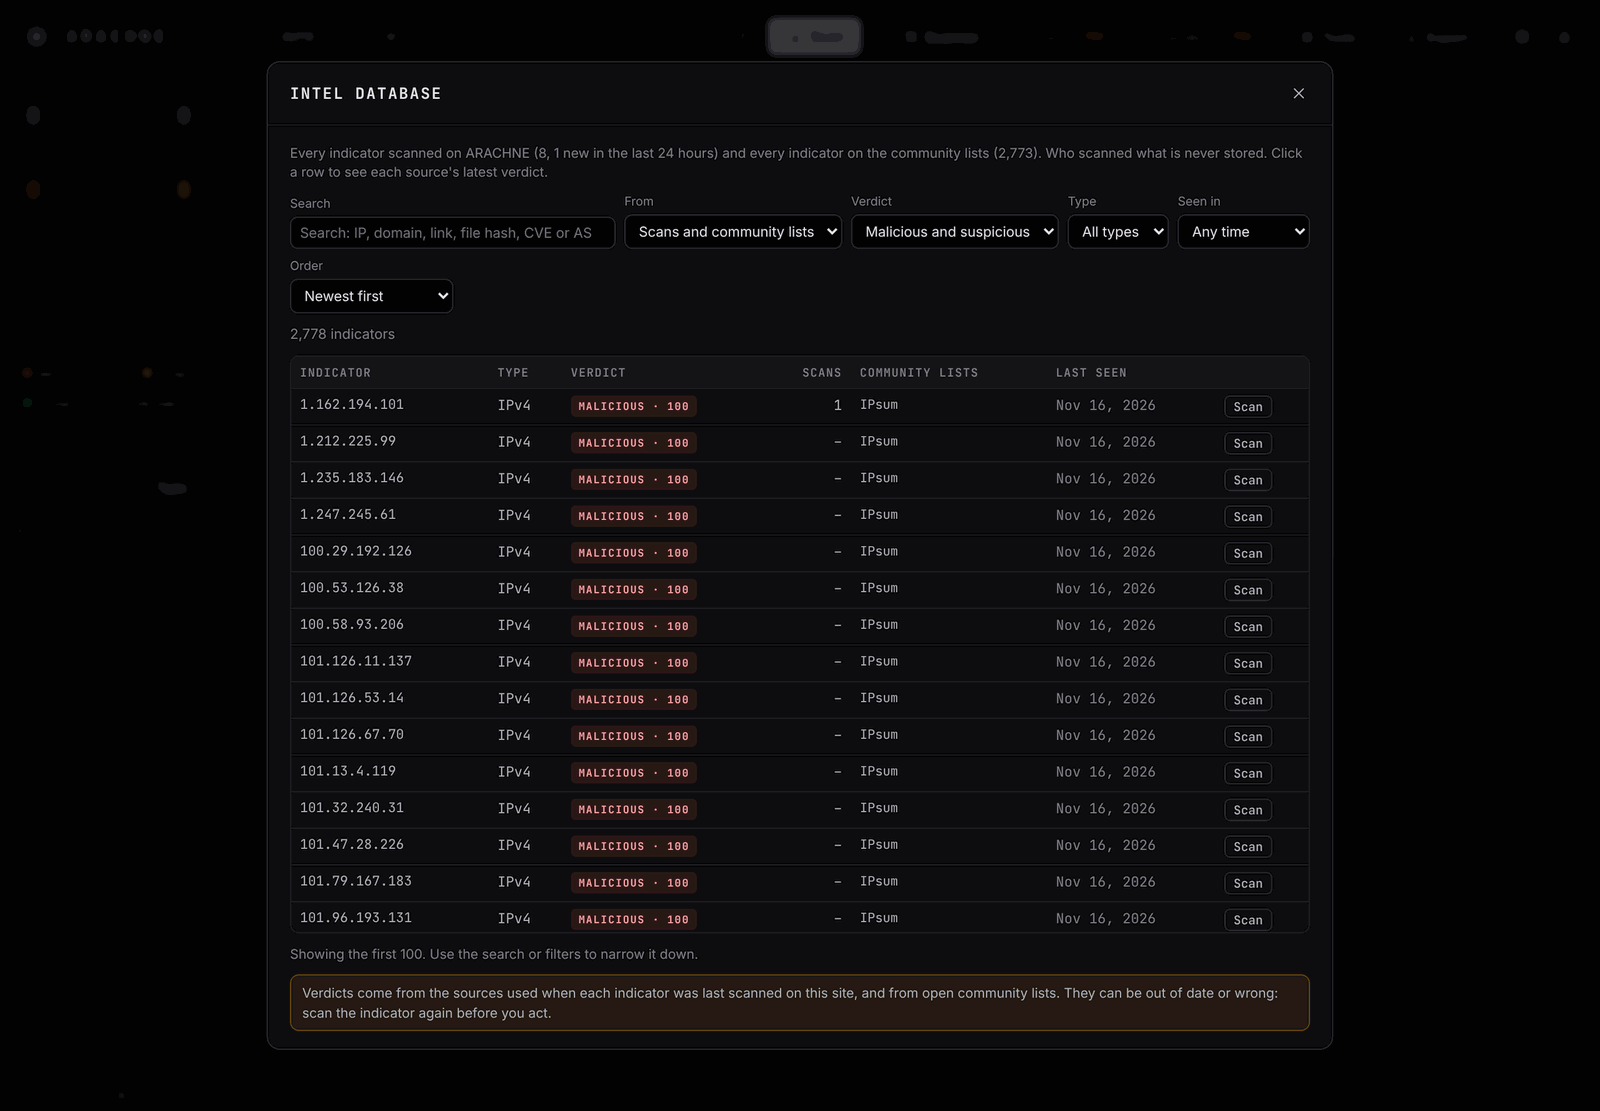 INTEL DATABASE
Every indicator scanned on ARACHNE (8, 1 new in the last 24 hours) and every indicator on the community lists (2,773). Who scanned what is never stored. Click
a row to see each source's latest verdict.
Search From Verdict Type Seen in
Search: IP, domain, link, file hash, CVE or AS Scans and community lists Malicious and suspicious All types Any time
Order
Newest first
2,778 indicators
INDICATOR TYPE VERDICT SCANS COMMUNITY LISTS LAST SEEN
1.162.194.101 IPv4 MALICIOUS · 100 1 IPsum Nov 16, 2026 Scan
1.212.225.99 IPv4 MALICIOUS · 100 – IPsum Nov 16, 2026 Scan
1.235.183.146 IPv4 MALICIOUS · 100 – IPsum Nov 16, 2026 Scan
1.247.245.61 IPv4 MALICIOUS · 100 – IPsum Nov 16, 2026 Scan
100.29.192.126 IPv4 MALICIOUS · 100 – IPsum Nov 16, 2026 Scan
100.53.126.38 IPv4 MALICIOUS · 100 – IPsum Nov 16, 2026 Scan
100.58.93.206 IPv4 MALICIOUS · 100 – IPsum Nov 16, 2026 Scan
101.126.11.137 IPv4 MALICIOUS · 100 – IPsum Nov 16, 2026 Scan
101.126.53.14 IPv4 MALICIOUS · 100 – IPsum Nov 16, 2026 Scan
101.126.67.70 IPv4 MALICIOUS · 100 – IPsum Nov 16, 2026 Scan
101.13.4.119 IPv4 MALICIOUS · 100 – IPsum Nov 16, 2026 Scan
101.32.240.31 IPv4 MALICIOUS · 100 – IPsum Nov 16, 2026 Scan
101.47.28.226 IPv4 MALICIOUS · 100 – IPsum Nov 16, 2026 Scan
101.79.167.183 IPv4 MALICIOUS · 100 – IPsum Nov 16, 2026 Scan
101.96.193.131 IPv4 MALICIOUS · 100 – IPsum Nov 16, 2026 Scan
Showing the first 100. Use the search or filters to narrow it down.
Verdicts come from the sources used when each indicator was last scanned on this site, and from open community lists. They can be out of date or wrong:
scan the indicator again before you act.